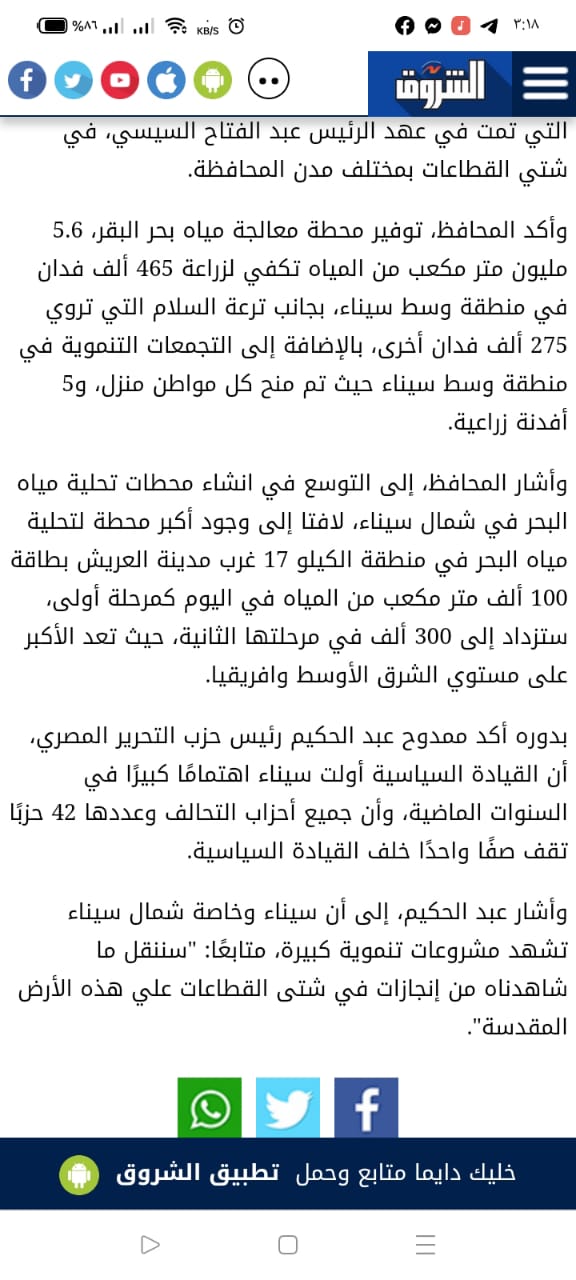 %٨٦ KB/S ٣:١٨
الشروق
التي تمت في عهد الرئيس عبد الفتاح السيسي، في
شتي القطاعات بمختلف مدن المحافظة.
وأكد المحافظ، توفير محطة معالجة مياه بحر البقر، 5.6
مليون متر مكعب من المياه تكفي لزراعة 465 ألف فدان
في منطقة وسط سيناء، بجانب ترعة السلام التي تروي
275 ألف فدان أخرى، بالإضافة إلى التجمعات التنموية في
منطقة وسط سيناء حيث تم منح كل مواطن منزل، و5
أفدنة زراعية.
وأشار المحافظ، إلى التوسع في انشاء محطات تحلية مياه
البحر في شمال سيناء، لافتا إلى وجود أكبر محطة لتحلية
مياه البحر في منطقة الكيلو 17 غرب مدينة العريش بطاقة
100 ألف متر مكعب من المياه في اليوم كمرحلة أولى،
ستزداد إلى 300 ألف في مرحلتها الثانية، حيث تعد الأكبر
على مستوي الشرق الأوسط وافريقيا.
بدوره أكد ممدوح عبد الحكيم رئيس حزب التحرير المصري،
أن القيادة السياسية أولت سيناء اهتمامًا كبيرًا في
السنوات الماضية، وأن جميع أحزاب التحالف وعددها 42 حزبًا
تقف صفًا واحدًا خلف القيادة السياسية.
وأشار عبد الحكيم، إلى أن سيناء وخاصة شمال سيناء
تشهد مشروعات تنموية كبيرة، متابعًا: "سننقل ما
شاهدناه من إنجازات في شتى القطاعات علي هذه الأرض
المقدسة".
خليك دايما متابع وحمل تطبيق الشروق